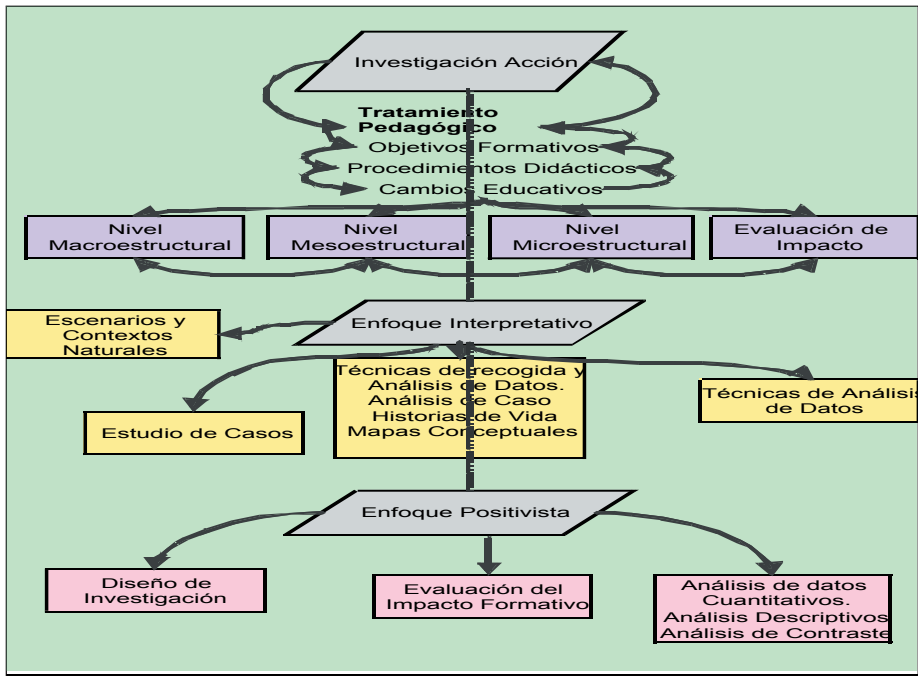 Investigación Acción
Tratamiento
Pedagógico
Objetivos Formativos
Procedimientos Didácticos
Cambios Educativos
Nivel
Macroestructural
Nivel
Mesoestructural
Nivel
Microestructural
Evaluación de
Impacto
Enfoque Interpretativo
Escenarios y
Contextos
Naturales
Estudio de Casos
Técnicas de recogida y
Análisis de Datos.
Análisis de Caso
Historias de Vida
Mapas Conceptuales
Técnicas de Análisis
de Datos
Enfoque Positivista
Diseño de
Investigación
Evaluación del
Impacto Formativo
Análisis de datos
Cuantitativos.
Análisis Descriptivos
Análisis de Contraste